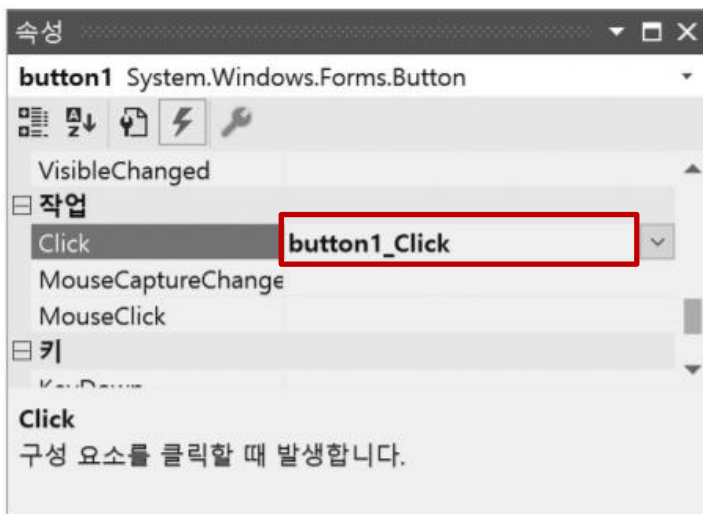 속성
button1 System.Windows.Forms.Button
VisibleChanged
작업
Click button1_Click
MouseCaptureChange
MouseClick
키
KeyDown
Click
구성 요소를 클릭할 때 발생합니다.